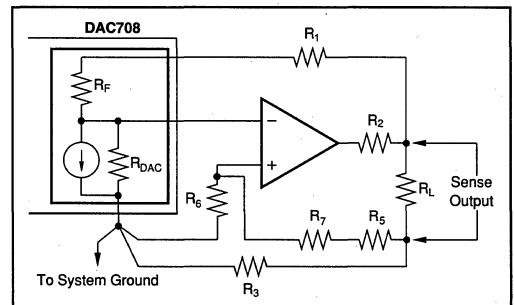 DAC708
R1
RF
R2
RDAC
RL
Sense
Output
R6
R7
R5
To System Ground
R3